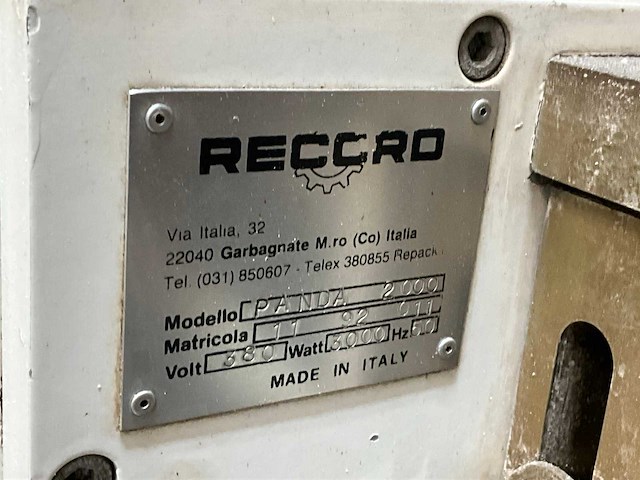 RECCRO
Via Italia, 32
22040 Garbagnate M.ro (Co) Italia
Tel. (031) 850607 - Telex 380855 Repack
Modello PANDA 2000
Matricola 11 92 011
Volt 380 Watt 3000 Hz 50
MADE IN ITALY